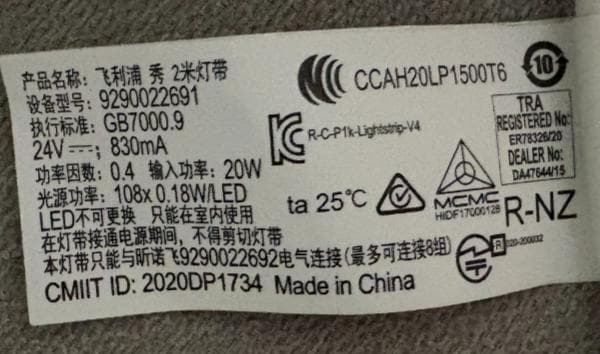 产品名称: 飞利浦 秀 2米灯带
设备型号: 9290022691
执行标准: GB7000.9
24V⎓; 830mA
功率因数: 0.4 输入功率: 20W
光源功率: 108x 0.18W/LED
LED不可更换 只能在室内使用
在灯带接通电源期间，不得剪切灯带
本灯带只能与昕诺飞9290022692电气连接 (最多可连接8组)
CMIIT ID: 2020DP1734 Made in China
CCAH20LP1500T6
10
R-C-P1k-Lightstrip-V4
TRA
REGISTERED No:
ER78326/20
DEALER No:
DA47644/15
ta 25℃
MCMC
HIDF17000128
R-NZ
R 020-200032